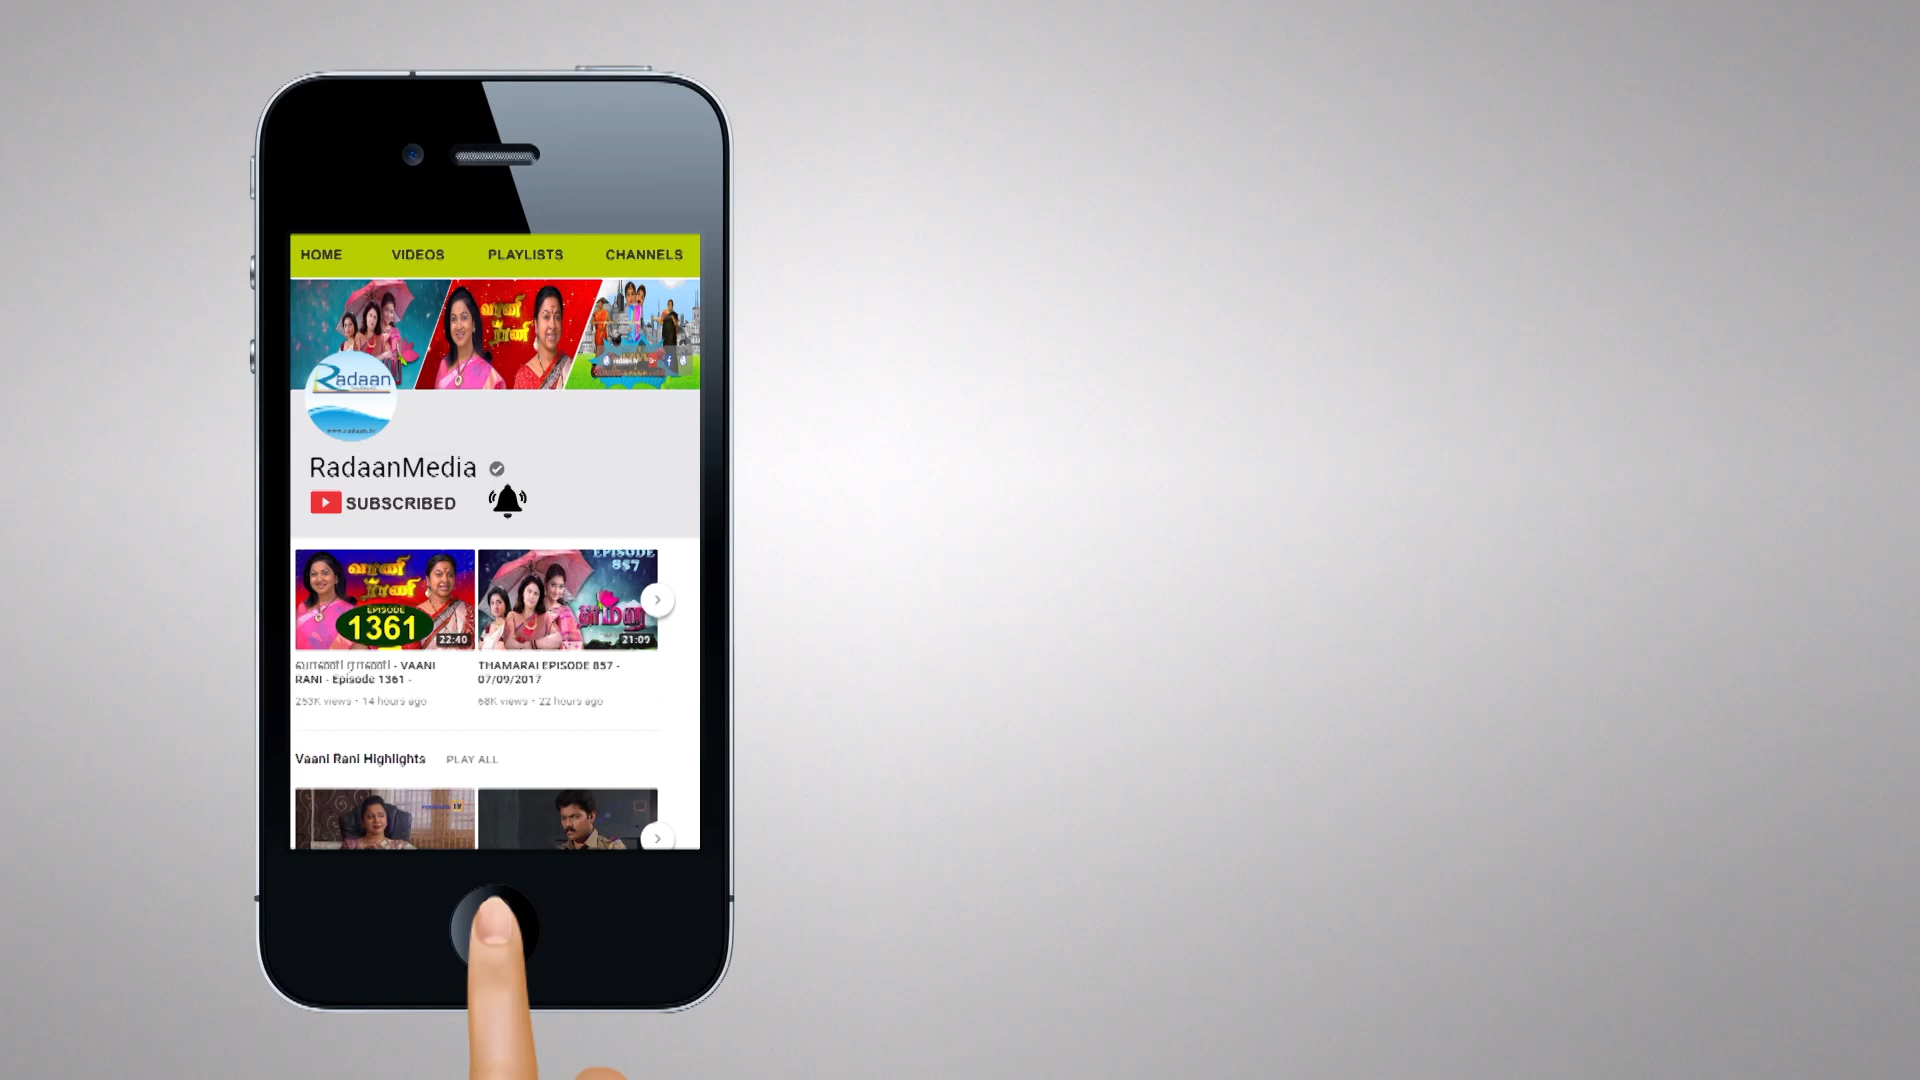 HOME VIDEOS PLAYLISTS CHANNELS
வாணி
ராணி
Radaan
RadaanMedia
SUBSCRIBED
வாணி
ராணி
EPISODE
1361
22:40
EPISODE
857
தாமரை
21:09
வாணி ராணி - VAANI
RANI - Episode 1361 -
253K views • 14 hours ago
THAMARAI EPISODE 857 -
07/09/2017
68K views • 22 hours ago
Vaani Rani Highlights PLAY ALL